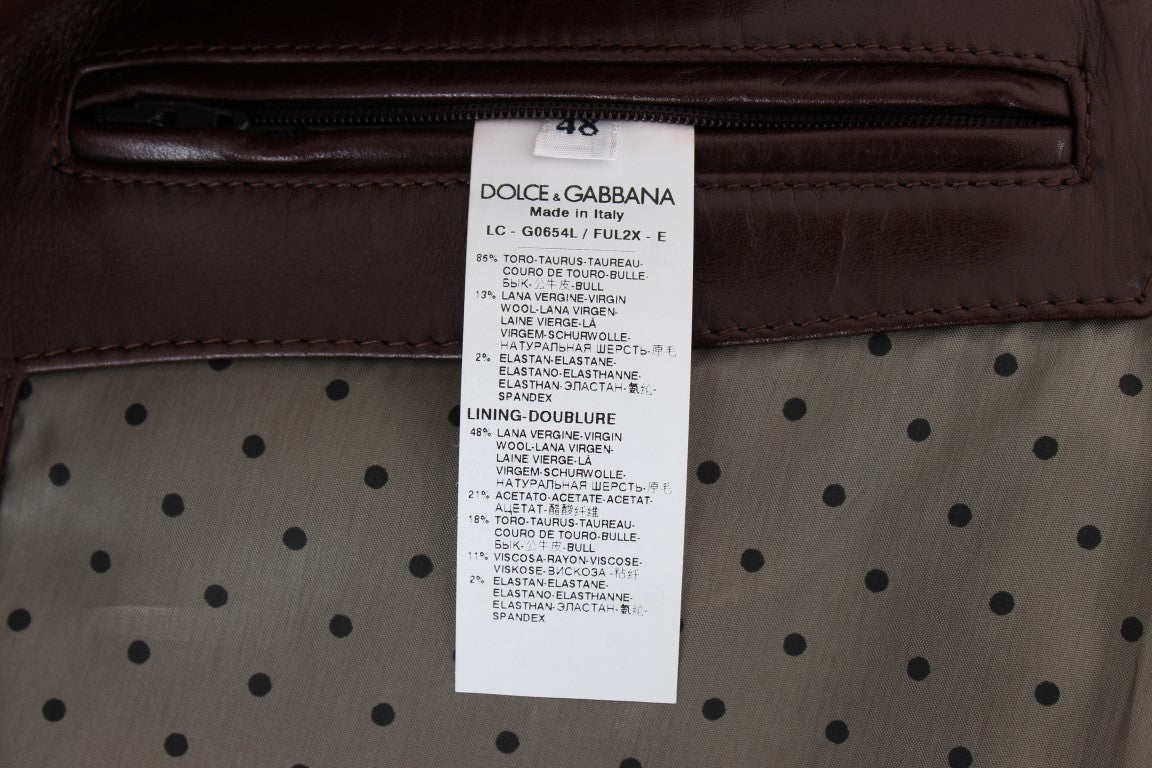 48
DOLCE & GABBANA
Made in Italy
LC - G0654L / FUL2X - E
85% TORO-TAURUS-TAUREAU-
COURO DE TOURO-BULLE-
БЫК-公牛皮-BULL
13% LANA VERGINE-VIRGIN
WOOL-LANA VIRGEN-
LAINE VIERGE-LÃ
VIRGEM-SCHURWOLLE-
НАТУРАЛЬНАЯ ШЕРСТЬ-原毛
2% ELASTAN-ELASTANE-
ELASTANO-ELASTHANNE-
ELASTHAN-ЭЛАСТАН-氨纶-
SPANDEX
LINING-DOUBLURE
48% LANA VERGINE-VIRGIN
WOOL-LANA VIRGEN-
LAINE VIERGE-LÃ
VIRGEM-SCHURWOLLE-
НАТУРАЛЬНАЯ ШЕРСТЬ-原毛
21% ACETATO-ACETATE-ACETAT-
АЦЕТАТ-醋酸纤维
18% TORO-TAURUS-TAUREAU-
COURO DE TOURO-BULLE-
БЫК-公牛皮-BULL
11% VISCOSA-RAYON-VISCOSE-
VISKOSE-ВИСКОЗА-粘纤
2% ELASTAN-ELASTANE-
ELASTANO-ELASTHANNE-
ELASTHAN-ЭЛАСТАН-氨纶-
SPANDEX